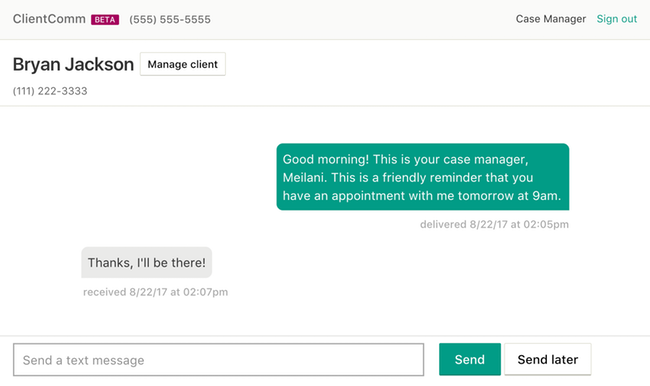 ClientComm BETA (555) 555-5555 Case Manager Sign out
Bryan Jackson Manage client
(111) 222-3333
Good morning! This is your case manager,
Meilani. This is a friendly reminder that you
have an appointment with me tomorrow at 9am.
delivered 8/22/17 at 02:05pm
Thanks, I'll be there!
received 8/22/17 at 02:07pm
Send a text message Send Send later